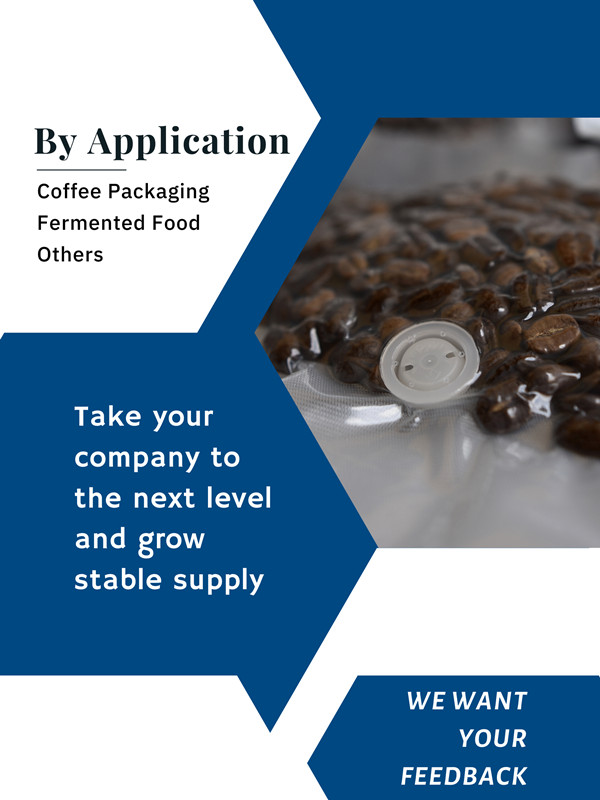 By Application
Coffee Packaging
Fermented Food
Others
Take your
company to
the next level
and grow
stable supply
WE WANT
YOUR
FEEDBACK